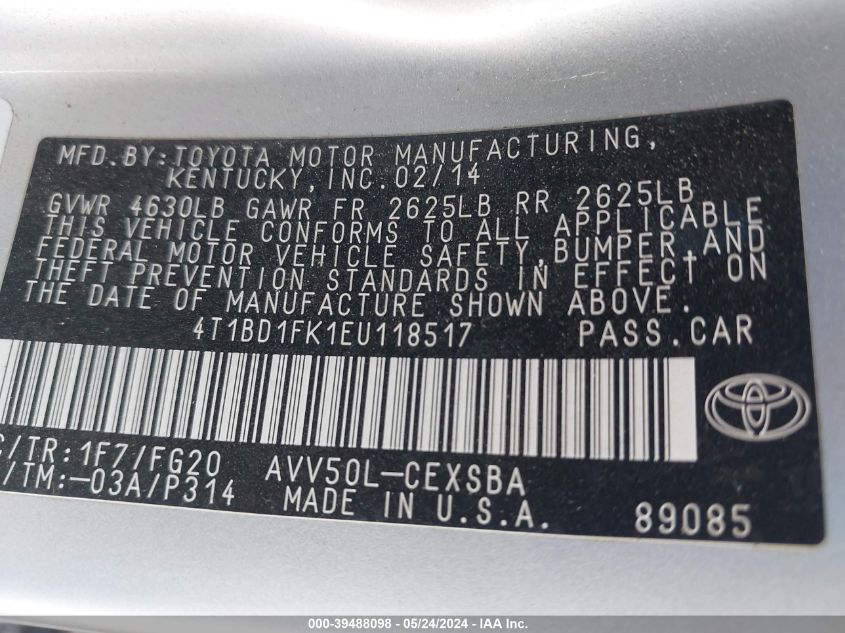 MFD.BY:TOYOTA MOTOR MANUFACTURING,
KENTUCKY,INC.02/14
GVWR 4630LB GAWR FR 2625LB RR 2625LB
THIS VEHICLE CONFORMS TO ALL APPLICABLE
FEDERAL MOTOR VEHICLE SAFETY,BUMPER,AND
THEFT PREVENTION STANDARDS IN EFFECT ON
THE DATE OF MANUFACTURE SHOWN ABOVE.
4T1BD1FK1EU118517 PASS.CAR
/TR:1F7/FG20 AVV50L-CEXSBA
/TM:-03A/P314 MADE IN U.S.A. 89085
000-39488098 - 05/24/2024 - IAA - US